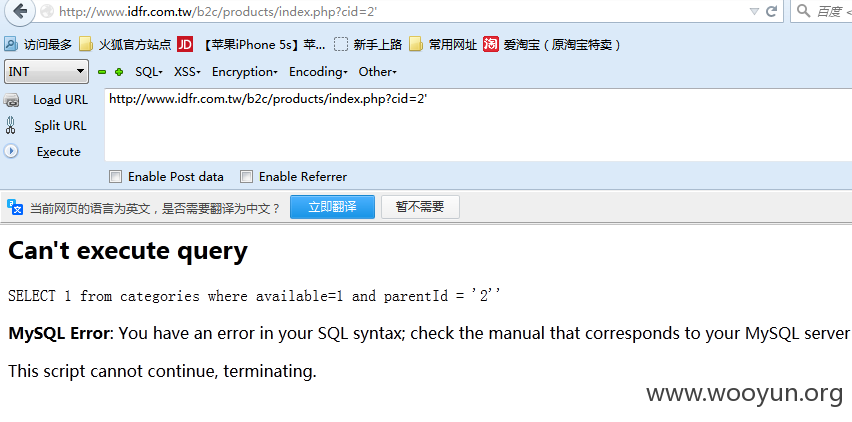 http://www.idfr.com.tw/b2c/products/index.php?cid=2' 百度
访问最多 火狐官方站点 JD 【苹果iPhone 5s】苹... 新手上路 常用网址 淘 爱淘宝（原淘宝特卖）
INT SQL- XSS- Encryption- Encoding- Other-
Load URL http://www.idfr.com.tw/b2c/products/index.php?cid=2'
Split URL
Execute
Enable Post data Enable Referrer
当前网页的语言为英文，是否需要翻译为中文？ 立即翻译 暂不需要
Can't execute query
SELECT 1 from categories where available=1 and parentId = '2''
MySQL Error: You have an error in your SQL syntax; check the manual that corresponds to your MySQL server
This script cannot continue, terminating.
www.wooyun.org